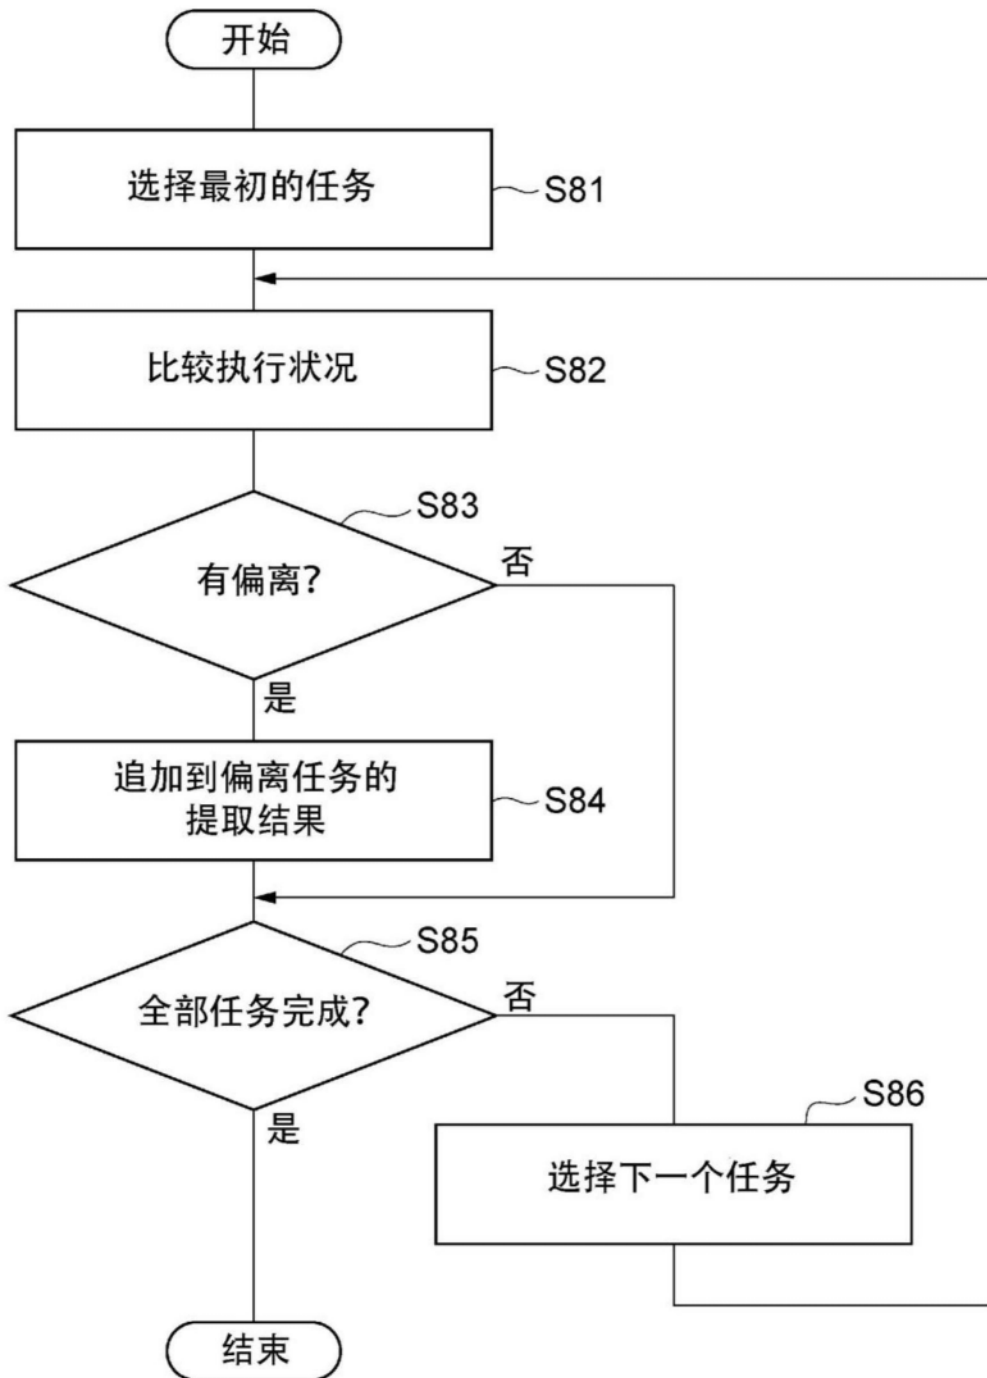 开始
选择最初的任务
S81
比较执行状况
S82
S83
有偏离?
否
是
追加到偏离任务的
提取结果
S84
S85
全部任务完成?
否
是
S86
选择下一个任务
结束